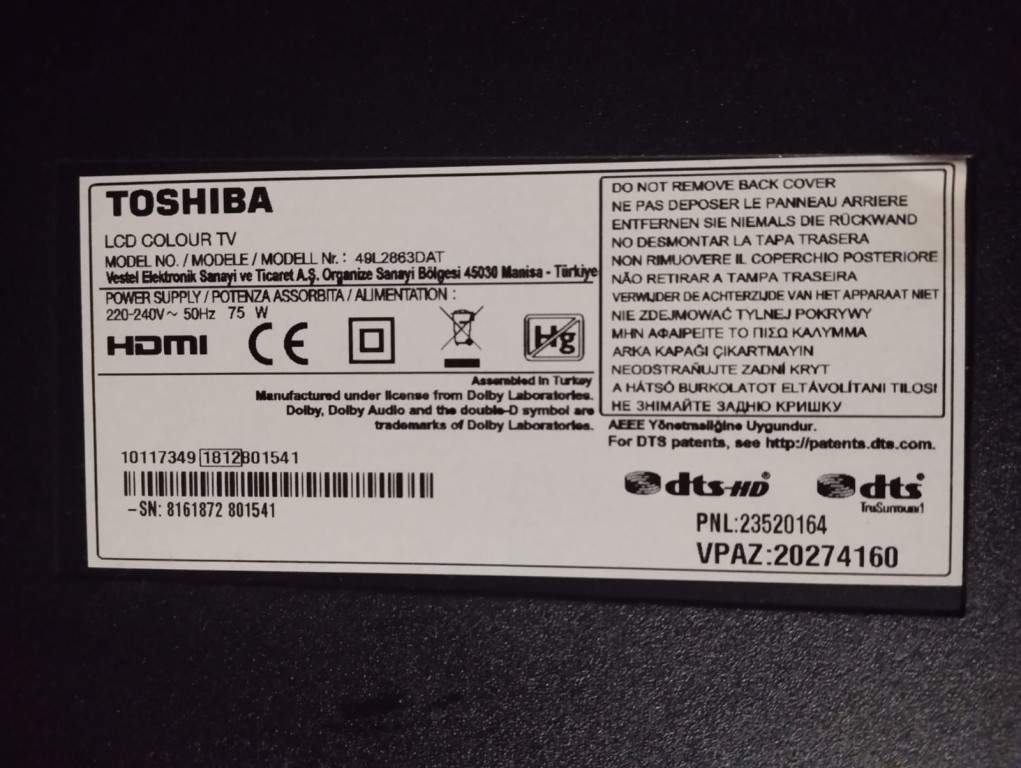 TOSHIBA
LCD COLOUR TV
MODEL NO. / MODELE / MODELL Nr. : 49L2863DAT
Vestel Elektronik Sanayi ve Ticaret A.Ş. Organize Sanayi Bölgesi 45030 Manisa - Türkiye
POWER SUPPLY / POTENZA ASSORBITA / ALIMENTATION :
220-240V~ 50Hz 75 W
HDMI CE Hg
Assembled in Turkey
Manufactured under license from Dolby Laboratories.
Dolby, Dolby Audio and the double-D symbol are
trademarks of Dolby Laboratories.
10117349 1812801541
-SN: 8161872 801541
DO NOT REMOVE BACK COVER
NE PAS DEPOSER LE PANNEAU ARRIERE
ENTFERNEN SIE NIEMALS DIE RÜCKWAND
NO DESMONTAR LA TAPA TRASERA
NON RIMUOVERE IL COPERCHIO POSTERIORE
NÃO RETIRAR A TAMPA TRASEIRA
VERWIJDER DE ACHTERZIJDE VAN HET APPARAAT NIET
NIE ZDEJMOWAĆ TYLNEJ POKRYWY
ΜΗΝ ΑΦΑΙΡΕΙΤΕ ΤΟ ΠΙΣΩ ΚΑΛΥΜΜΑ
ARKA KAPAĞI ÇIKARTMAYIN
NEODSTRAŇUJTE ZADNÍ KRYT
A HÁTSÓ BURKOLATOT ELTÁVOLÍTANI TILOS!
НЕ ЗНІМАЙТЕ ЗАДНЮ КРИШКУ
AEEE Yönetmeliğine Uygundur.
For DTS patents, see http://patents.dts.com.
dts-HD® dts®
TruSurround
PNL:23520164
VPAZ:20274160